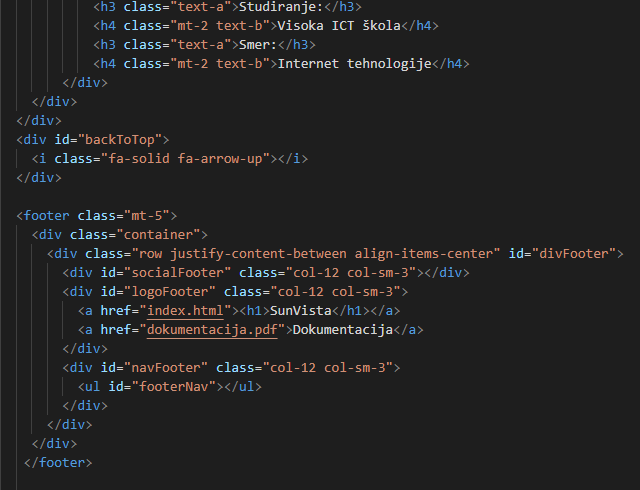 <h3 class="text-a">Studiranje:</h3>
<h4 class="mt-2 text-b">Visoka ICT škola</h4>
<h3 class="text-a">Smer:</h3>
<h4 class="mt-2 text-b">Internet tehnologije</h4>
</div>
</div>
</div>
<div id="backToTop">
<i class="fa-solid fa-arrow-up"></i>
</div>
<footer class="mt-5">
<div class="container">
<div class="row justify-content-between align-items-center" id="divFooter">
<div id="socialFooter" class="col-12 col-sm-3"></div>
<div id="logoFooter" class="col-12 col-sm-3">
<a href="index.html"><h1>SunVista</h1></a>
<a href="dokumentacija.pdf">Dokumentacija</a>
</div>
<div id="navFooter" class="col-12 col-sm-3">
<ul id="footerNav"></ul>
</div>
</div>
</div>
</footer>